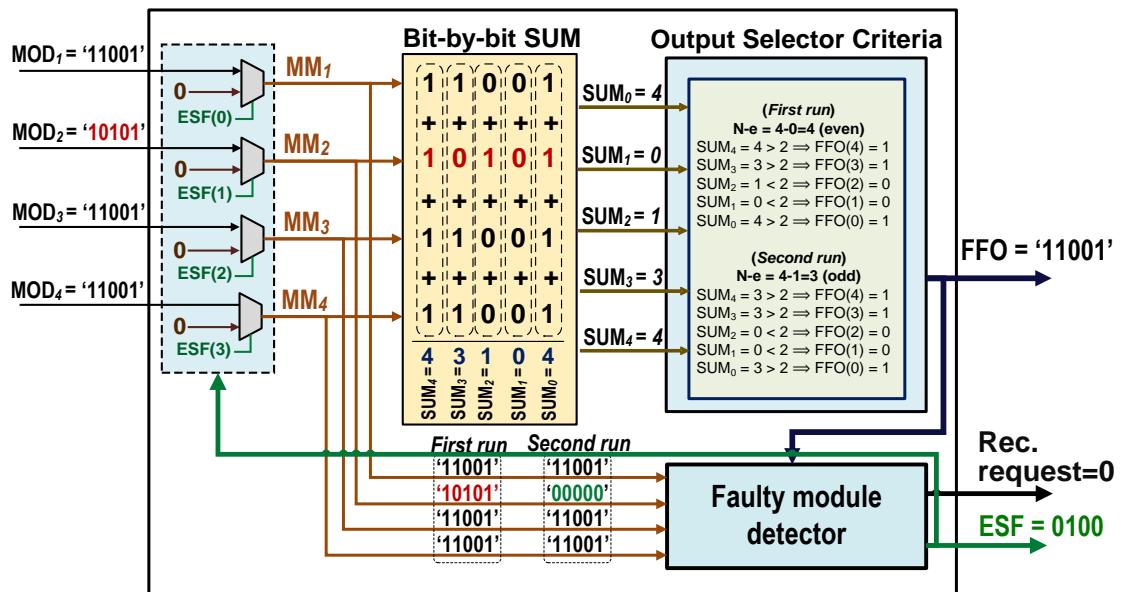 MOD1 = '11001'
0
ESF(0)
MM1
MOD2 = '10101'
0
ESF(1)
MM2
MOD3 = '11001'
0
ESF(2)
MM3
MOD4 = '11001'
0
ESF(3)
MM4
Bit-by-bit SUM
1 1 0 0 1
+ + + + +
1 0 1 0 1
+ + + + +
1 1 0 0 1
+ + + + +
1 1 0 0 1
4 3 1 0 4
SUM4 =
SUM3 =
SUM2 =
SUM1 =
SUM0 =
SUM0 = 4
SUM1 = 0
SUM2 = 1
SUM3 = 3
SUM4 = 4
Output Selector Criteria
(First run)
N-e = 4-0=4 (even)
SUM4 = 4 > 2 ⟹ FFO(4) = 1
SUM3 = 3 > 2 ⟹ FFO(3) = 1
SUM2 = 1 < 2 ⟹ FFO(2) = 0
SUM1 = 0 < 2 ⟹ FFO(1) = 0
SUM0 = 4 > 2 ⟹ FFO(0) = 1
(Second run)
N-e = 4-1=3 (odd)
SUM4 = 3 > 2 ⟹ FFO(4) = 1
SUM3 = 3 > 2 ⟹ FFO(3) = 1
SUM2 = 0 < 2 ⟹ FFO(2) = 0
SUM1 = 0 < 2 ⟹ FFO(1) = 0
SUM0 = 3 > 2 ⟹ FFO(0) = 1
FFO = '11001'
First run
'11001'
'10101'
'11001'
'11001'
Second run
'11001'
'00000'
'11001'
'11001'
Faulty module
detector
Rec.
request=0
ESF = 0100